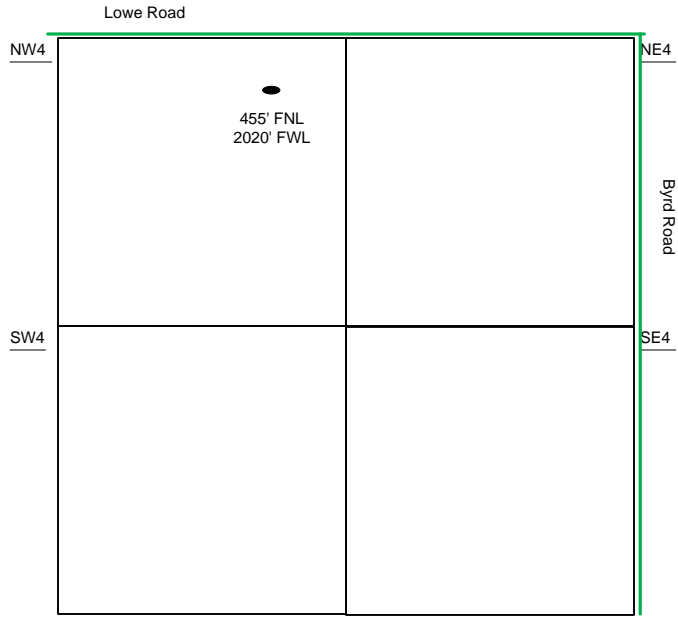 Lowe Road
NW4
NE4
455' FNL
2020' FWL
Byrd Road
SW4
SE4